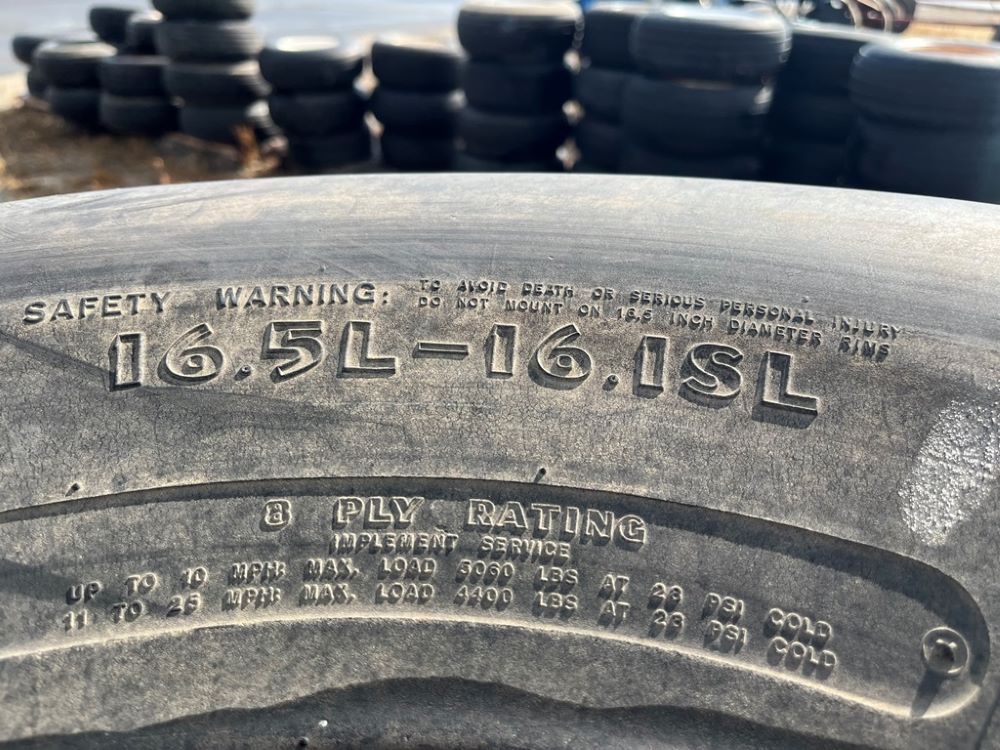 SAFETY WARNING: TO AVOID DEATH OR SERIOUS PERSONAL INJURY
DO NOT MOUNT ON 16.5 INCH DIAMETER RIMS
16.5L-16.1SL
8 PLY RATING
IMPLEMENT SERVICE
UP TO 10 MPH: MAX. LOAD 5060 LBS AT 28 PSI COLD
11 TO 25 MPH: MAX. LOAD 4400 LBS AT 28 PSI COLD